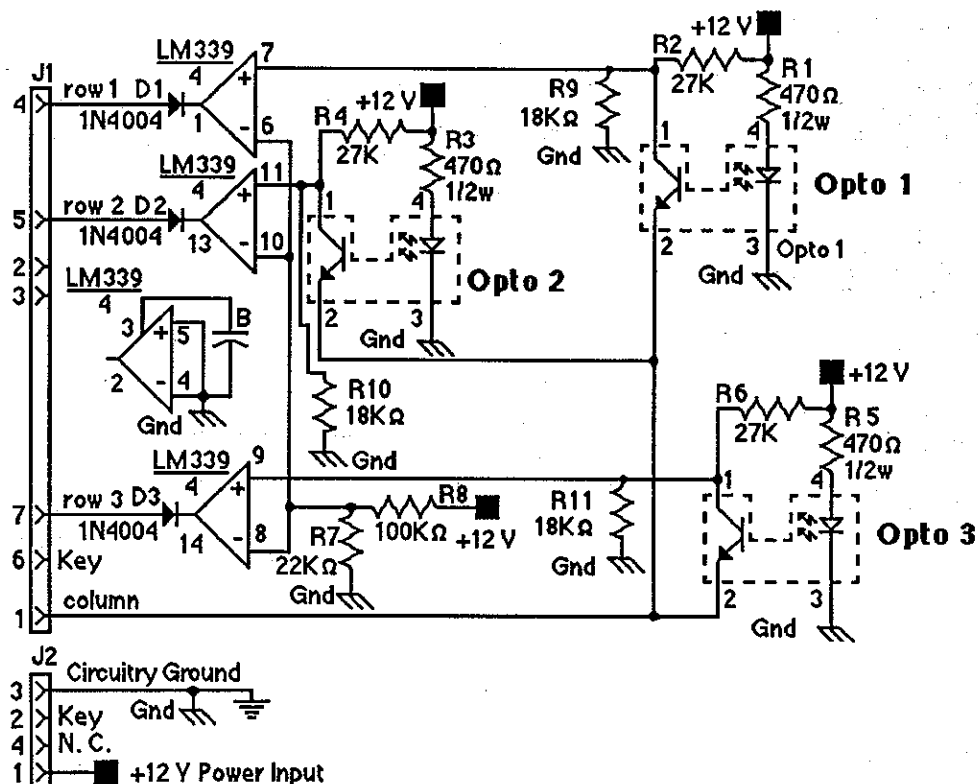 +12 V
LM339
J1
7
R2
27K
R1
470Ω
1/2w
4
row 1 D1
1N4004
4
+
1
-
6
R9
18KΩ
Gnd
1
4
Opto 1
2
3
Opto 1
Gnd
+12 V
R4
27K
R3
470Ω
1/2w
LM339
4
11
1
4
5
row 2 D2
1N4004
+
13
-
10
Opto 2
2
3
Gnd
2
3
LM339
4
3
+
5
B
2
-
4
Gnd
R10
18KΩ
Gnd
+12 V
R6
27K
R5
470Ω
1/2w
LM339
4
9
1
4
7
row 3 D3
1N4004
+
14
-
8
R8
100KΩ
+12 V
R7
22KΩ
Gnd
R11
18KΩ
Gnd
Opto 3
2
3
Gnd
6
Key
1
column
J2
3
Circuitry Ground
Gnd
2
Key
4
N.C.
1
+12 V Power Input